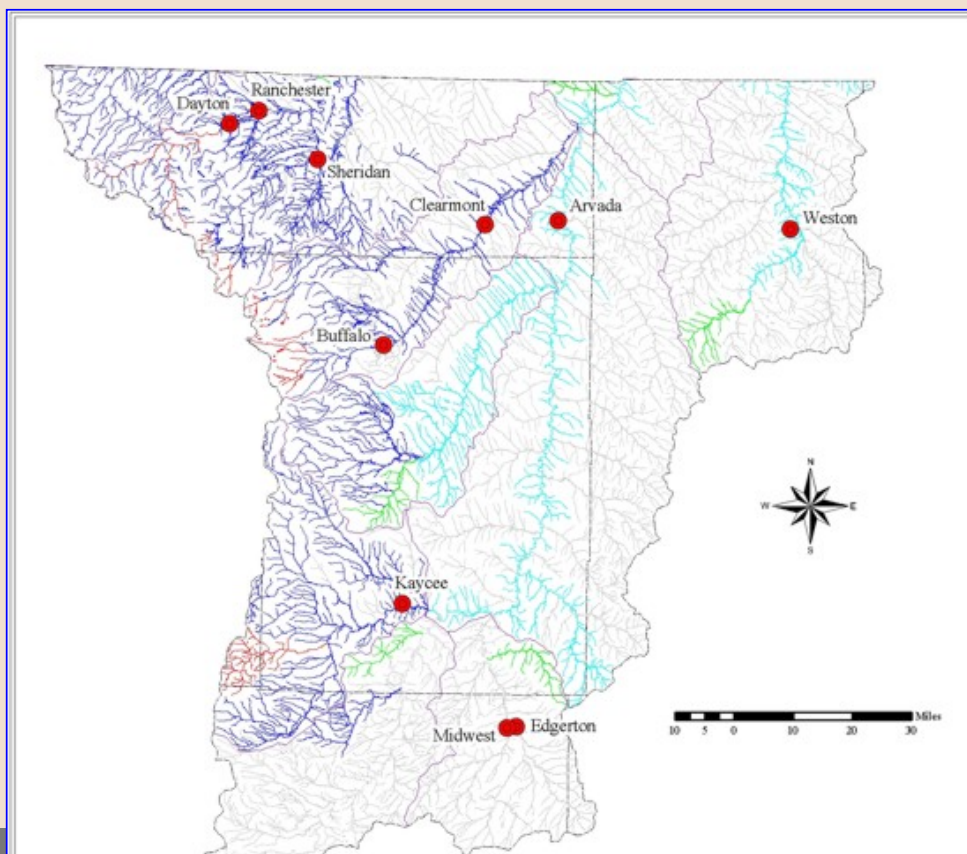 Ranchester
Dayton
Sheridan
Clearmont
Arvada
Weston
Buffalo
N
W E
S
Kaycee
Miles
10 5 0 10 20 30
Edgerton
Midwest